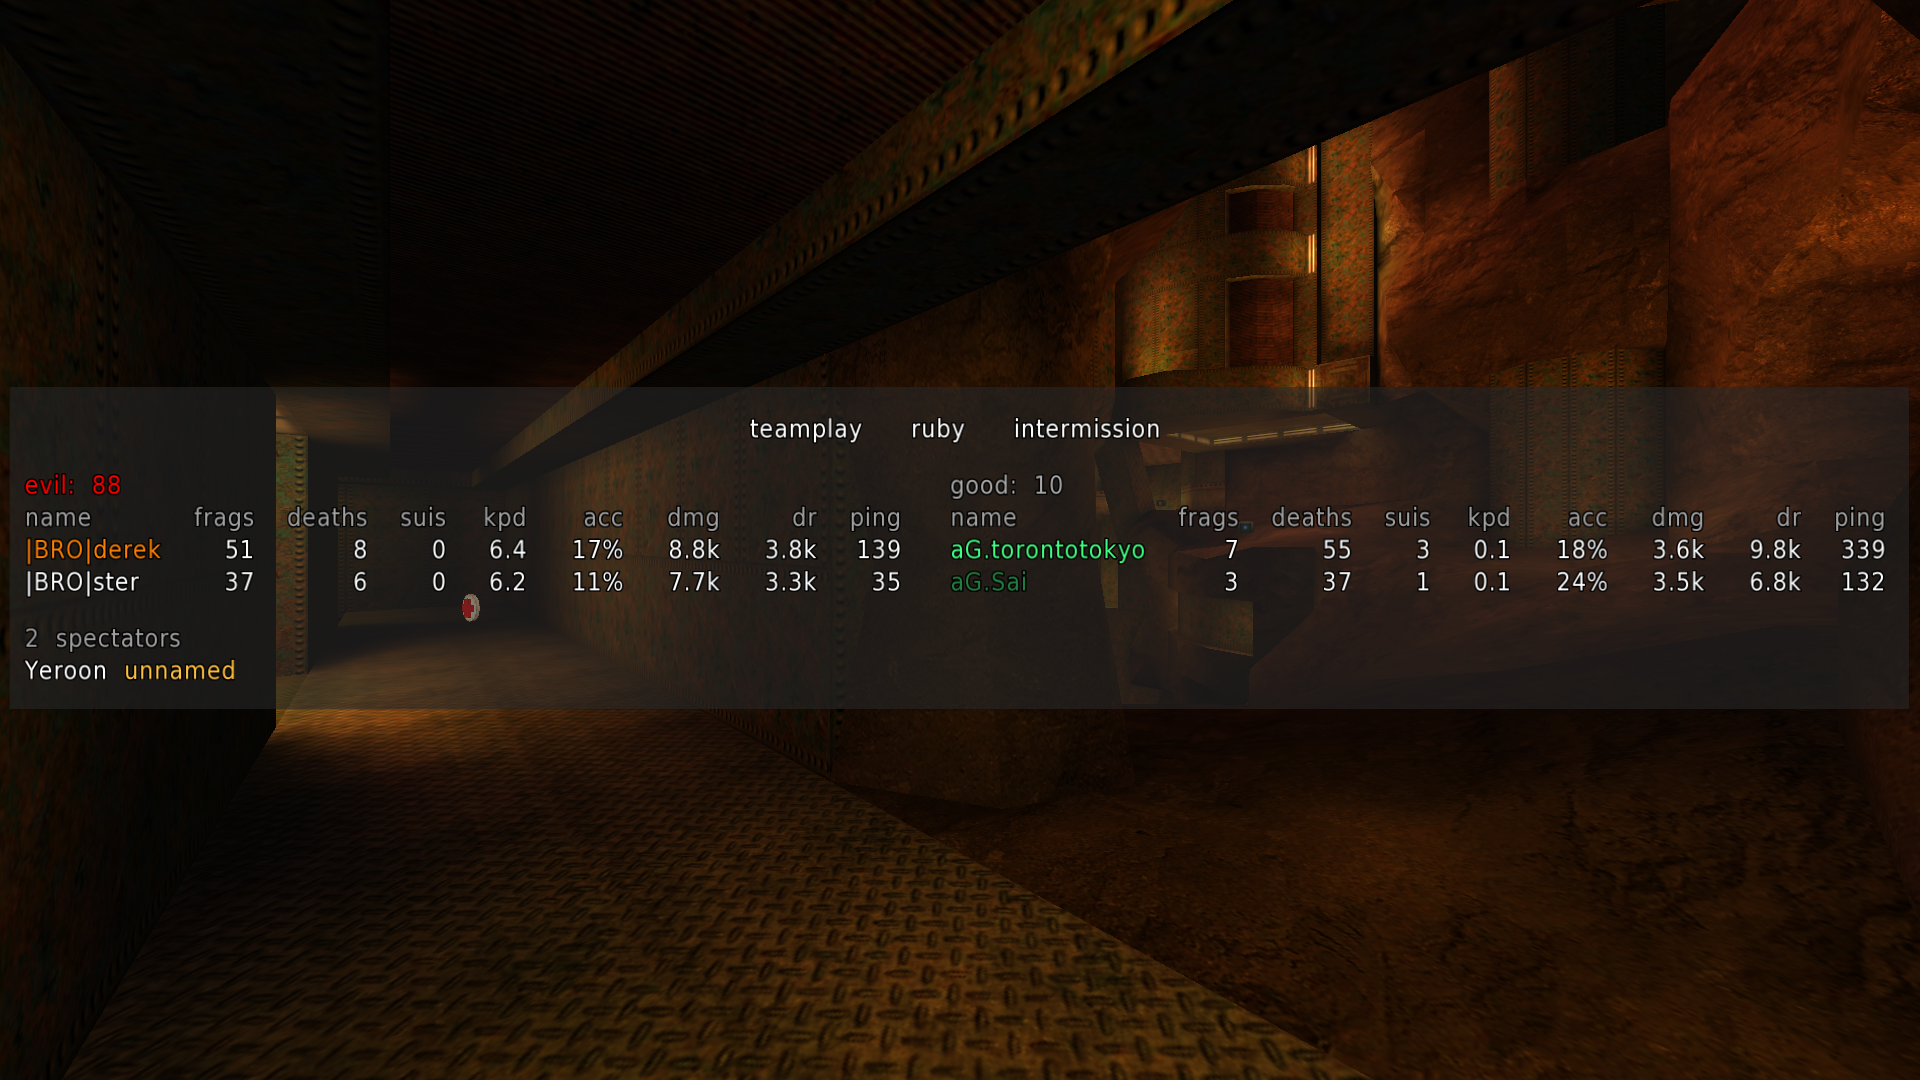 teammplay ruby intermission
evil: 88
name frags deaths suis kpd acc dmg dr ping
|BRO|derek 51 8 0 6.4 17% 8.8k 3.8k 139
|BRO|ster 37 6 0 6.2 11% 7.7k 3.3k 35
2 spectators
Yeroon unnamed
good: 10
name frags deaths suis kpd acc dmg dr ping
aG.torontotokyo 7 55 3 0.1 18% 3.6k 9.8k 339
aG.Sai 3 37 1 0.1 24% 3.5k 6.8k 132